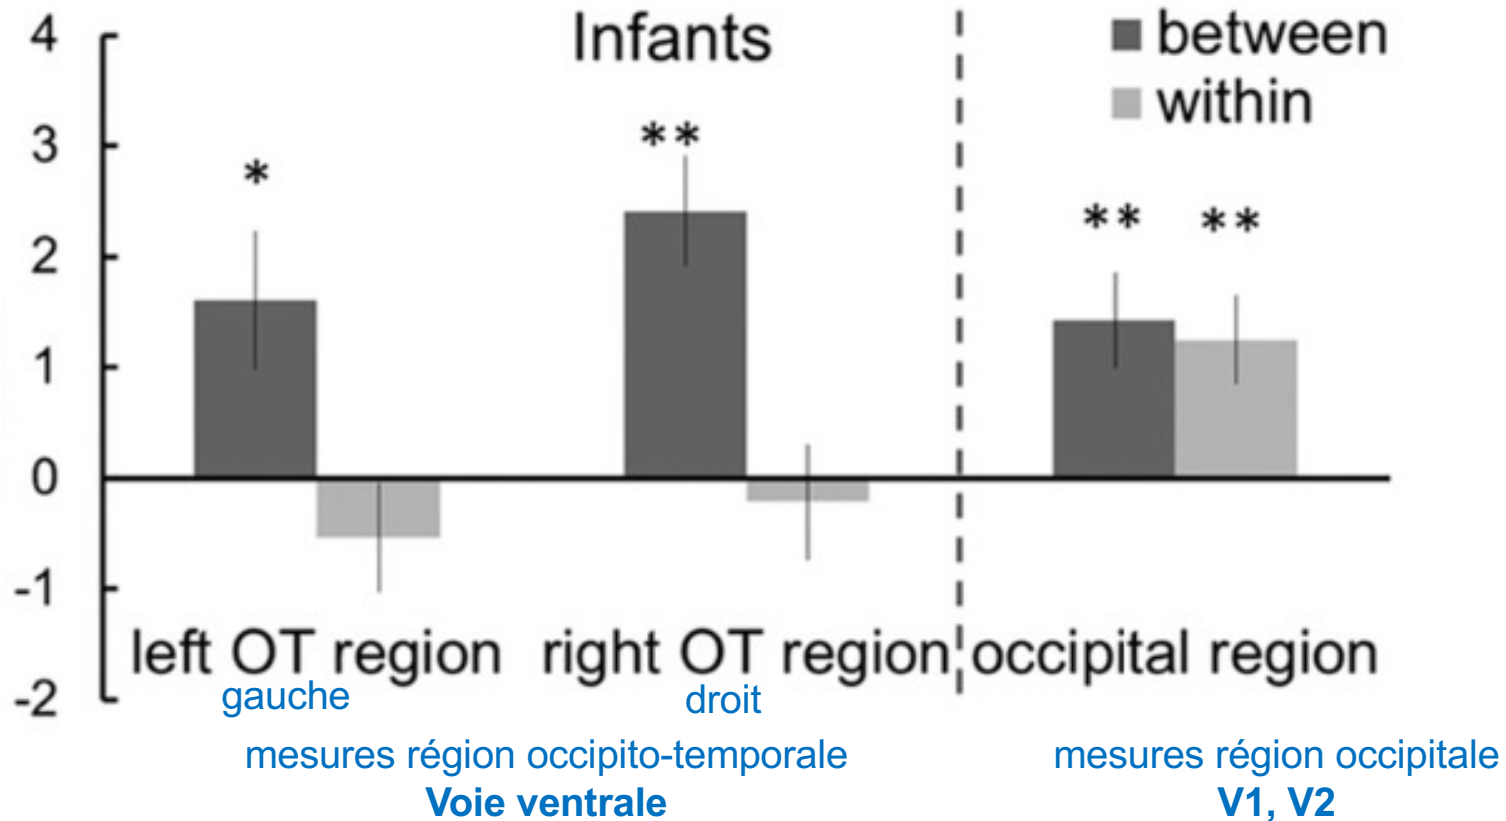 Infants
between
within
4
3
2
1
0
-1
-2
*
**
**
**
left OT region
right OT region
occipital region
gauche
droit
mesures région occipito-temporale
mesures région occipitale
Voie ventrale
V1, V2